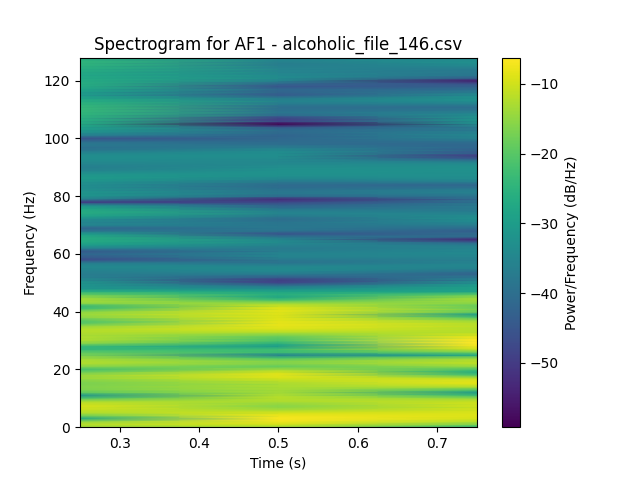 Spectrogram for AF1 - alcoholic_file_146.csv
120
100
80
60
40
20
0
Frequency (Hz)
0.3 0.4 0.5 0.6 0.7
Time (s)
−10
−20
−30
−40
−50
Power/Frequency (dB/Hz)